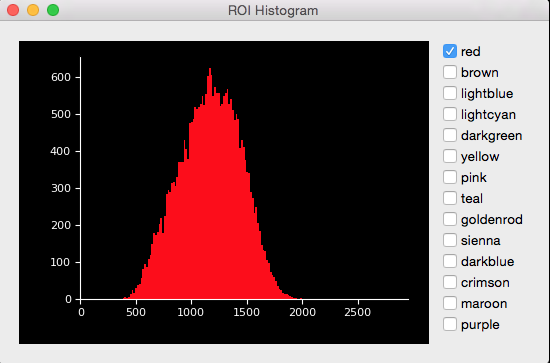 ROI Histogram
600
500
400
300
200
100
0
0 500 1000 1500 2000 2500
red
brown
lightblue
lightcyan
darkgreen
yellow
pink
teal
goldenrod
sienna
darkblue
crimson
maroon
purple